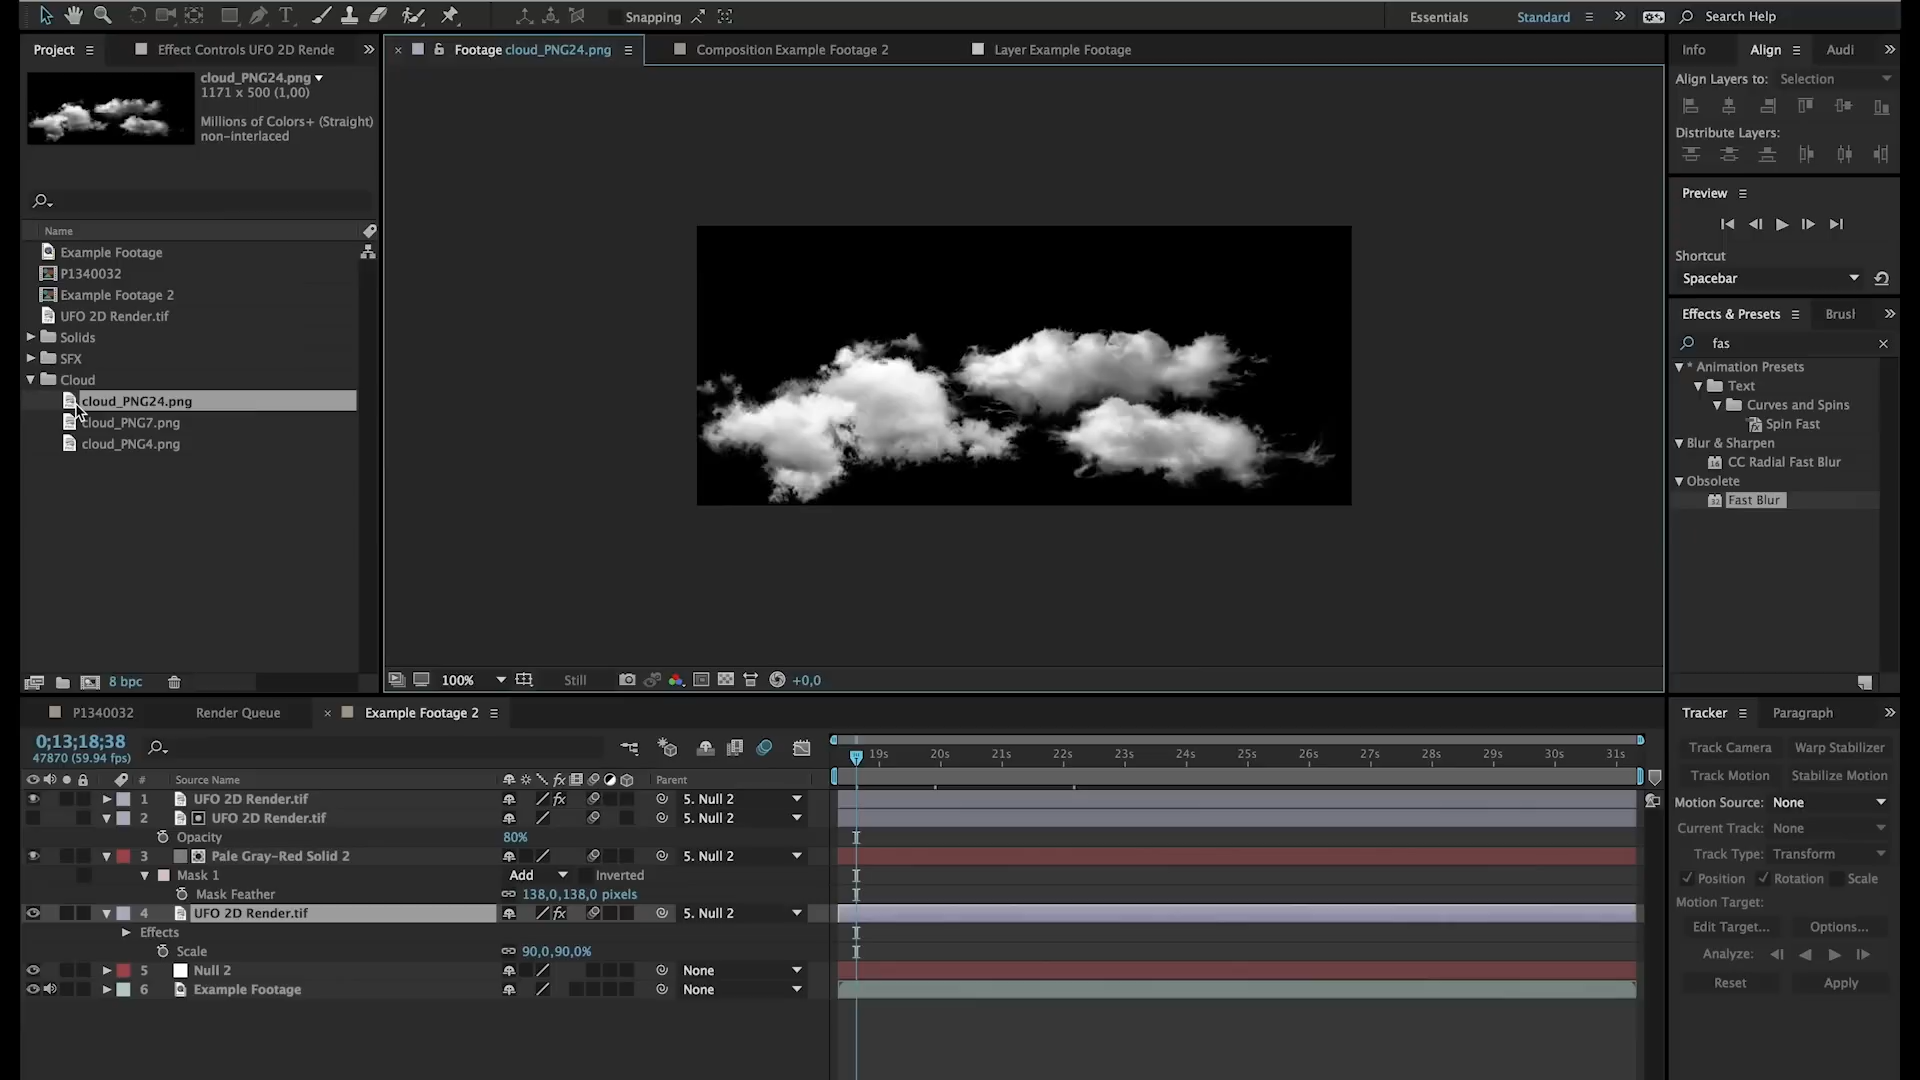 Snapping
Essentials
Standard
Search Help
Project
Effect Controls UFO 2D Rende
Footage cloud_PNG24.png
Composition Example Footage 2
Layer Example Footage
Info
Align
Audi
cloud_PNG24.png
1171 x 500 (1,00)
Millions of Colors+ (Straight)
non-interlaced
Align Layers to: Selection
Distribute Layers:
Preview
Shortcut
Spacebar
Name
Example Footage
P1340032
Example Footage 2
UFO 2D Render.tif
Solids
SFX
Cloud
cloud_PNG24.png
cloud_PNG7.png
cloud_PNG4.png
Effects & Presets
Brush
fas
* Animation Presets
Text
Curves and Spins
Spin Fast
Blur & Sharpen
CC Radial Fast Blur
Obsolete
Fast Blur
8 bpc
100%
Still
+0,0
P1340032
Render Queue
Example Footage 2
0;13;18;38
47870 (59.94 fps)
19s 20s 21s 22s 23s 24s 25s 26s 27s 28s 29s 30s 31s
# Source Name Parent
1 UFO 2D Render.tif 5. Null 2
2 UFO 2D Render.tif 5. Null 2
Opacity 80%
3 Pale Gray-Red Solid 2 5. Null 2
Mask 1 Add Inverted
Mask Feather 138,0,138,0 pixels
4 UFO 2D Render.tif 5. Null 2
Effects
Scale 90,0,90,0%
5 Null 2 None
6 Example Footage None
Tracker
Paragraph
Track Camera Warp Stabilizer
Track Motion Stabilize Motion
Motion Source: None
Current Track: None
Track Type: Transform
Position Rotation Scale
Motion Target:
Edit Target... Options...
Analyze:
Reset Apply